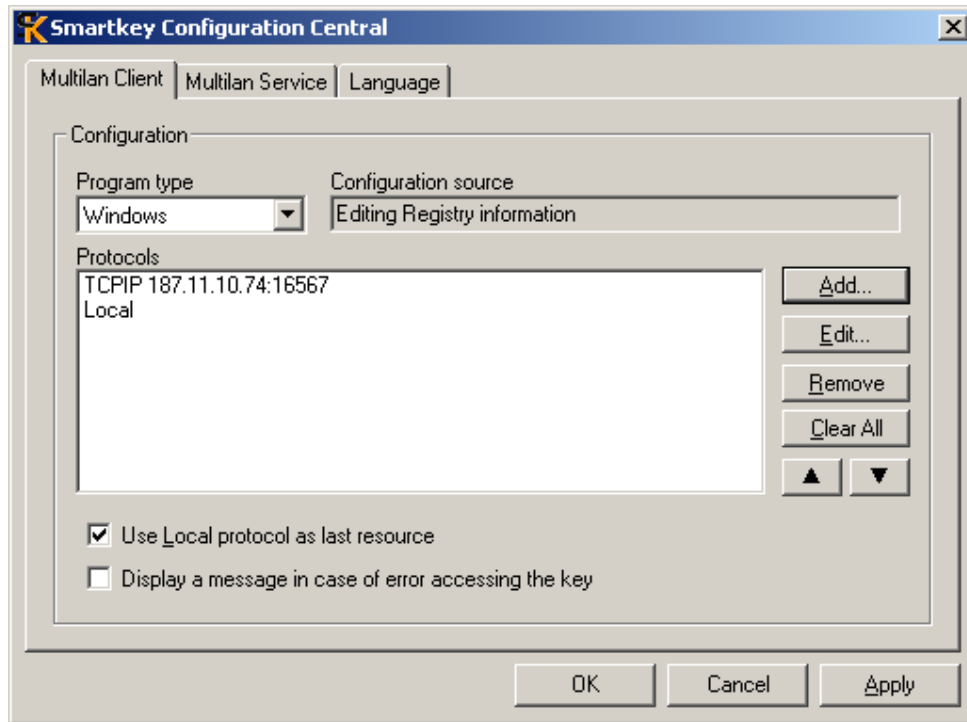 Smartkey Configuration Central
Multilan Client Multilan Service Language
Configuration
Program type Configuration source
Windows Editing Registry information
Protocols
TCPIP 187.11.10.74:16567
Local
Add...
Edit...
Remove
Clear All
Use Local protocol as last resource
Display a message in case of error accessing the key
OK Cancel Apply